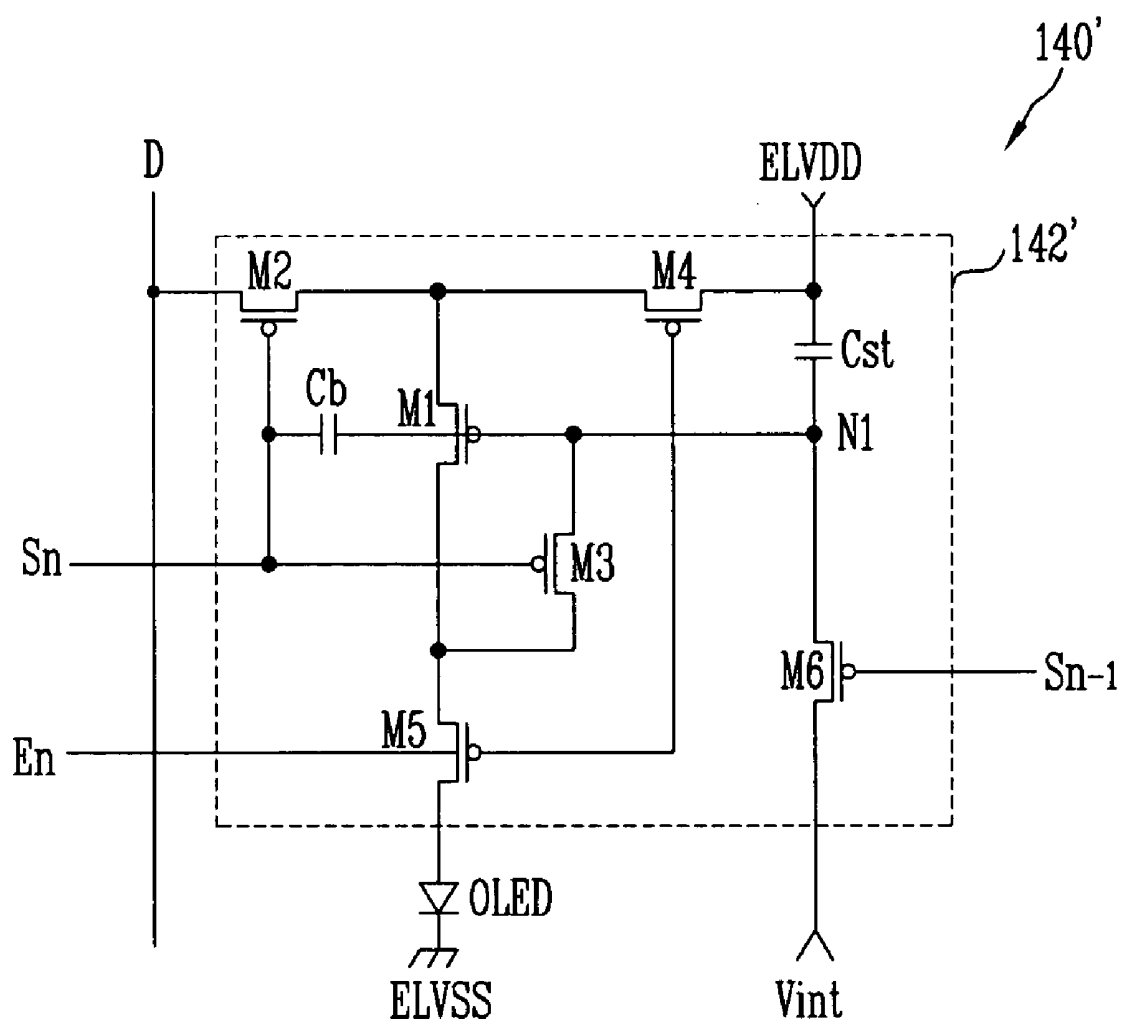 140'
D
ELVDD
142'
M2
M4
Cst
Cb
M1
N1
Sn
M3
M6
Sn-1
M5
En
OLED
ELVSS
Vint